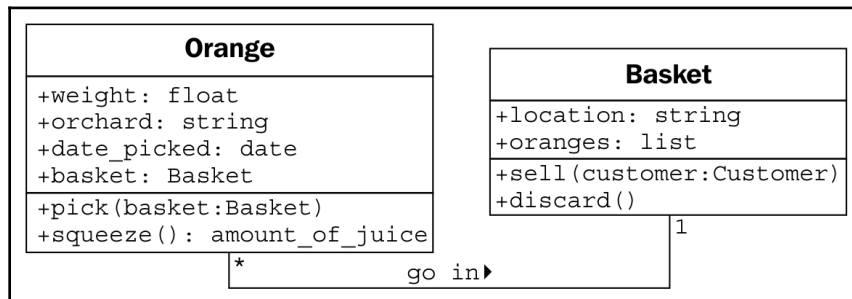 Orange
+weight: float
+orchard: string
+date_picked: date
+basket: Basket
+pick(basket:Basket)
+squeeze(): amount_of_juice
Basket
+location: string
+oranges: list
+sell(customer:Customer)
+discard()
*
go in
1